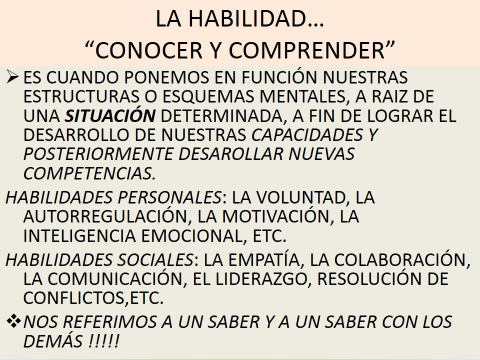 LA HABILIDAD…
“CONOCER Y COMPRENDER”
➢ ES CUANDO PONEMOS EN FUNCIÓN NUESTRAS
ESTRUCTURAS O ESQUEMAS MENTALES, A RAIZ DE
UNA SITUACIÓN DETERMINADA, A FIN DE LOGRAR EL
DESARROLLO DE NUESTRAS CAPACIDADES Y
POSTERIORMENTE DESAROLLAR NUEVAS
COMPETENCIAS.
HABILIDADES PERSONALES: LA VOLUNTAD, LA
AUTORREGULACIÓN, LA MOTIVACIÓN, LA
INTELIGENCIA EMOCIONAL, ETC.
HABILIDADES SOCIALES: LA EMPATÍA, LA COLABORACIÓN,
LA COMUNICACIÓN, EL LIDERAZGO, RESOLUCIÓN DE
CONFLICTOS,ETC.
❖ NOS REFERIMOS A UN SABER Y A UN SABER CON LOS
DEMÁS !!!!!